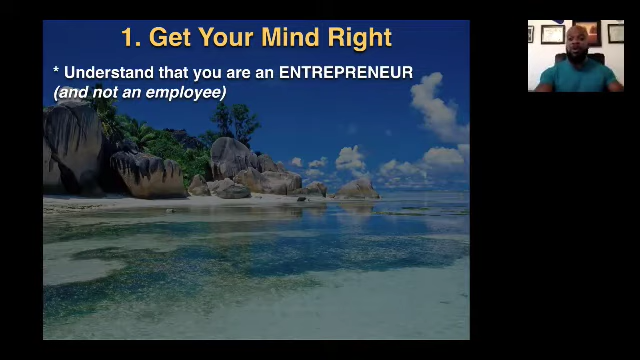 1. Get Your Mind Right
* Understand that you are an ENTREPRENEUR
(and not an employee)